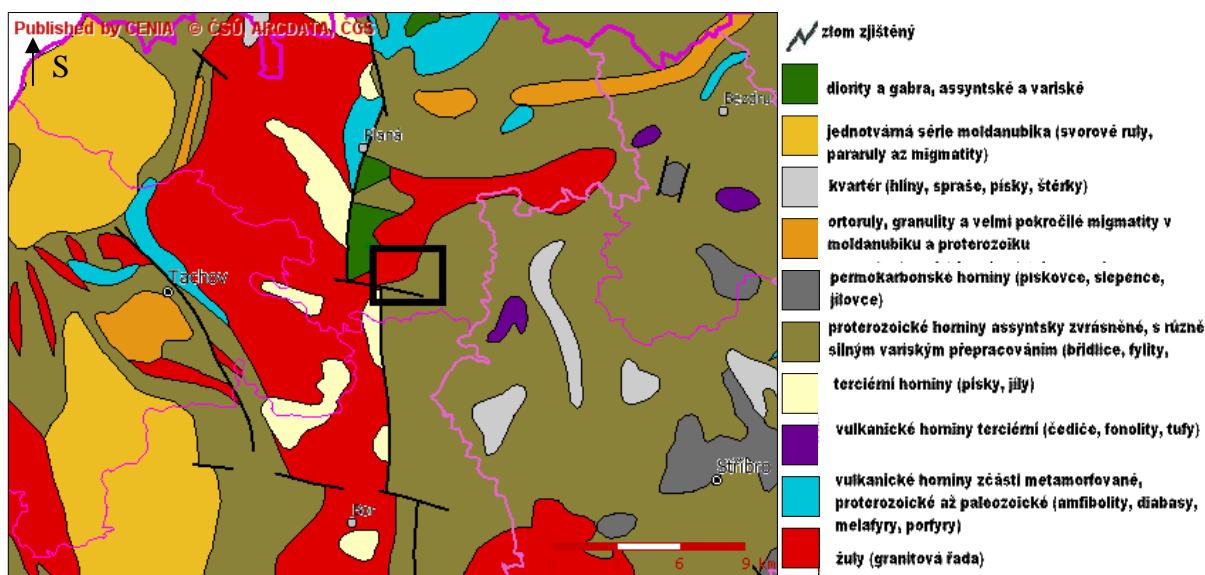 Published by CENIA © ČSÚ, ARCDATA, ČGS
S
Planá
Bezdru
Tachov
Stříbro
Bor
6
9 km
zlom zjištěný
diority a gabra, assyntské a variské
jednotvárná série moldanubika (svorové ruly,
pararuly az migmatity)
kvartér (hlíny, spraše, písky, štěrky)
ortoruly, granulity a velmi pokročilé migmatity v
moldanubiku a proterozoiku
permokarbonské horniny (pískovce, slepence,
jílovce)
proterozoické horniny assyntsky zvrásněné, s různě
silným variským přepracováním (břidlice, fylity,
terciérní horniny (písky, jíly)
vulkanické horniny terciérní (čediče, fonolity, tufy)
vulkanické horniny zčásti metamorfované,
proterozoické až paleozoické (amfibolity, diabasy,
melafyry, porfyry)
žuly (granitová řada)